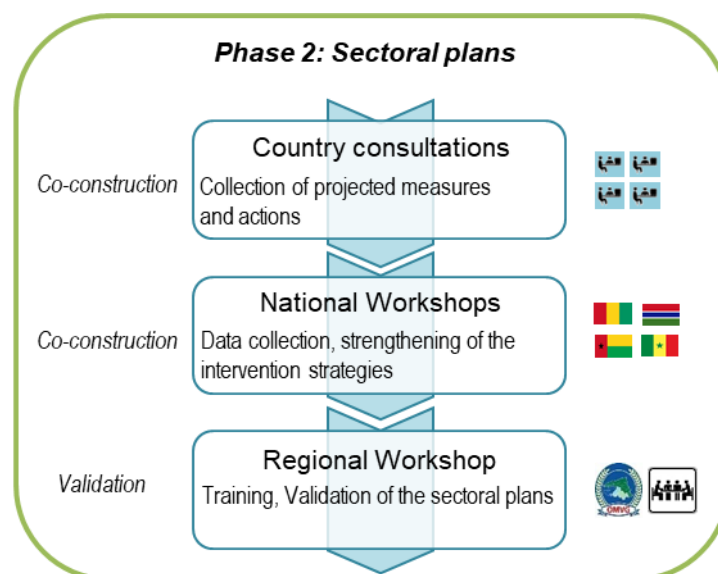 Phase 2: Sectoral plans
Country consultations
Co-construction
Collection of projected measures
and actions
National Workshops
Co-construction
Data collection, strengthening of the
intervention strategies
Regional Workshop
Validation
Training, Validation of the sectoral plans
OMVG